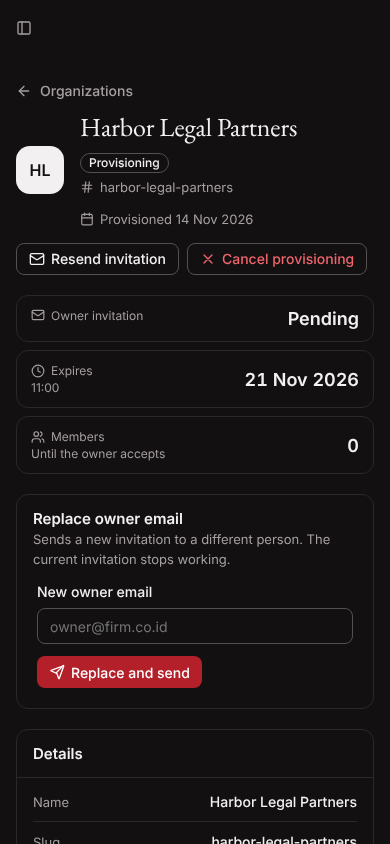 Organizations
Harbor Legal Partners
HL
Provisioning
# harbor-legal-partners
Provisioned 14 Nov 2026
Resend invitation
Cancel provisioning
Owner invitation
Pending
Expires
11:00
21 Nov 2026
Members
Until the owner accepts
0
Replace owner email
Sends a new invitation to a different person. The
current invitation stops working.
New owner email
owner@firm.co.id
Replace and send
Details
Name
Harbor Legal Partners
Slug
harbor-legal-partners